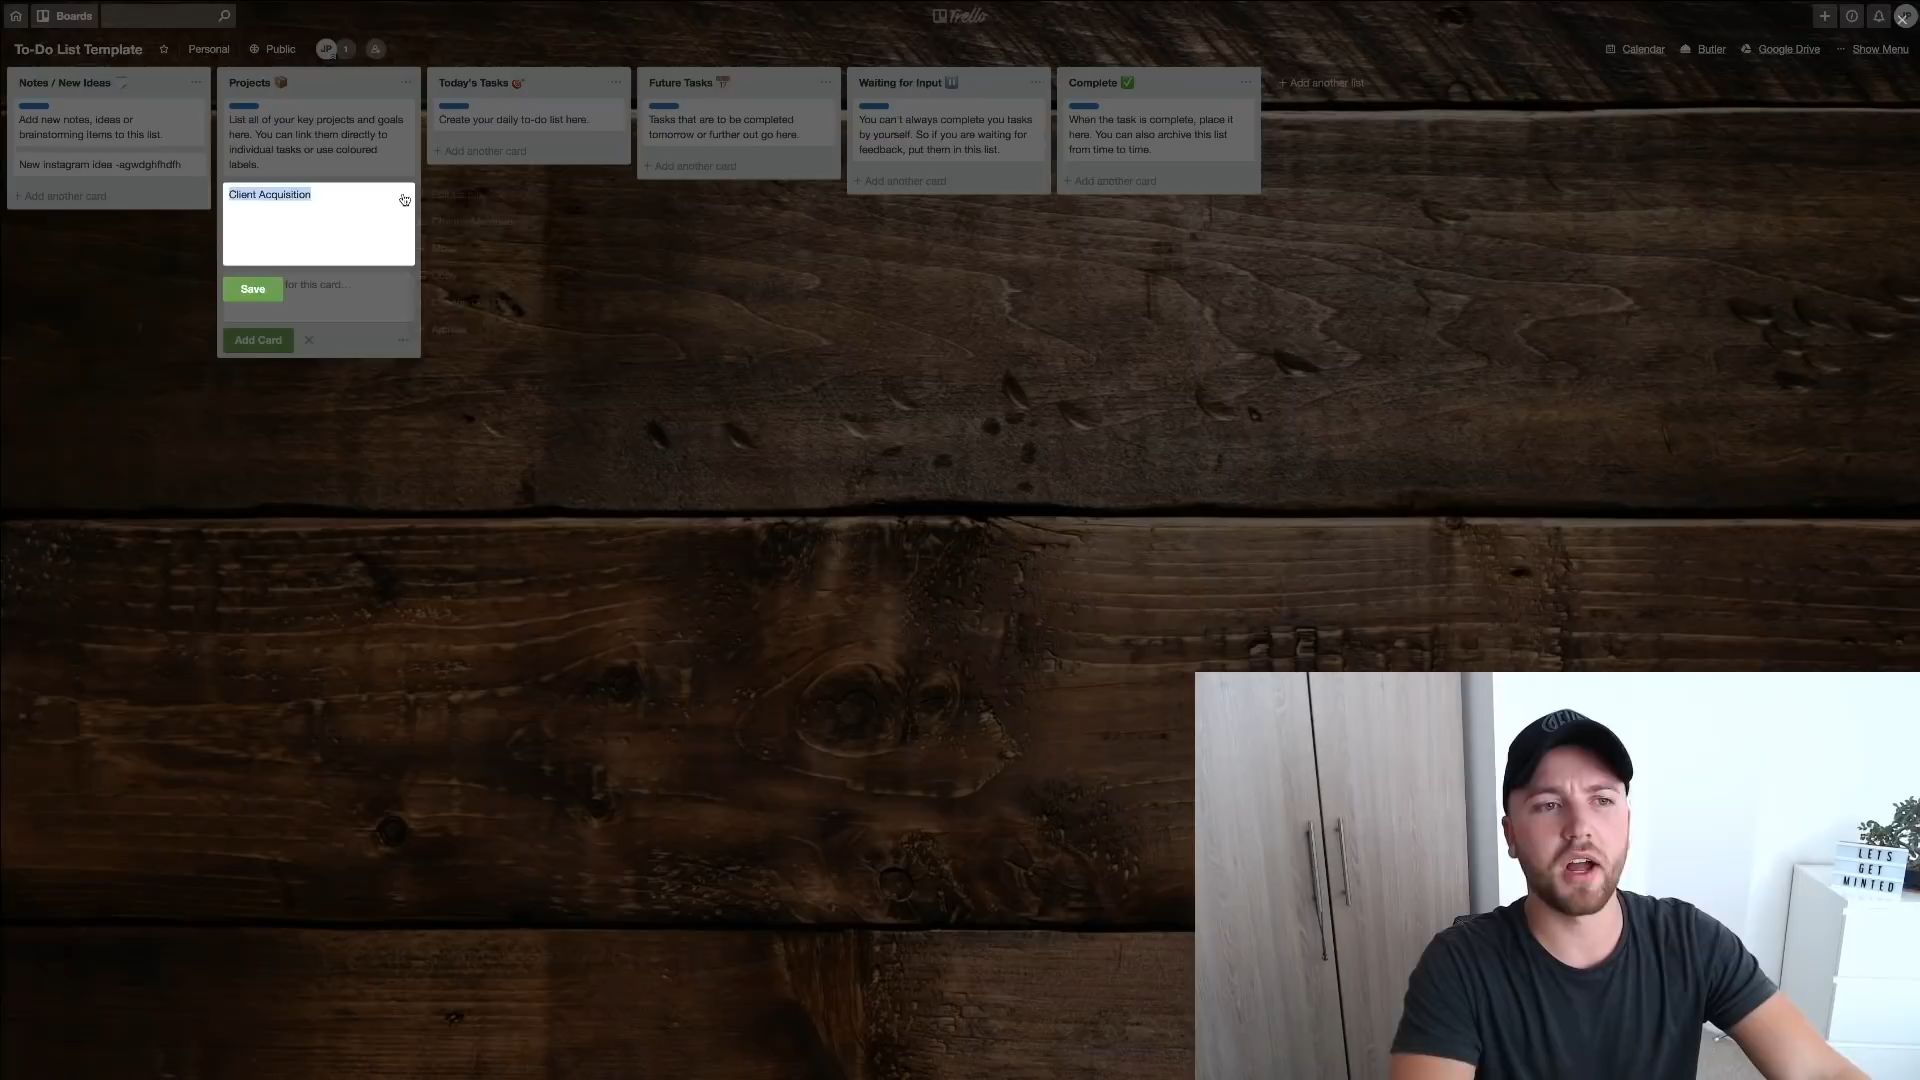 Boards
Trello
To-Do List Template
Personal
Public
JP
1
Calendar
Butler
Google Drive
Show Menu
Notes / New Ideas
Add new notes, ideas or
brainstorming items to this list.
New instagram idea -agwdghfhdfh
+ Add another card
Projects
List all of your key projects and goals
here. You can link them directly to
individual tasks or use coloured
labels.
Client Acquisition
Save
for this card...
Add Card
Today's Tasks
Create your daily to-do list here.
+ Add another card
Future Tasks
Tasks that are to be completed
tomorrow or further out go here.
+ Add another card
Waiting for Input
You can't always complete you tasks
by yourself. So if you are waiting for
feedback, put them in this list.
+ Add another card
Complete
When the task is complete, place it
here. You can also archive this list
from time to time.
+ Add another card
+ Add another list
LETS
GET
MINTED